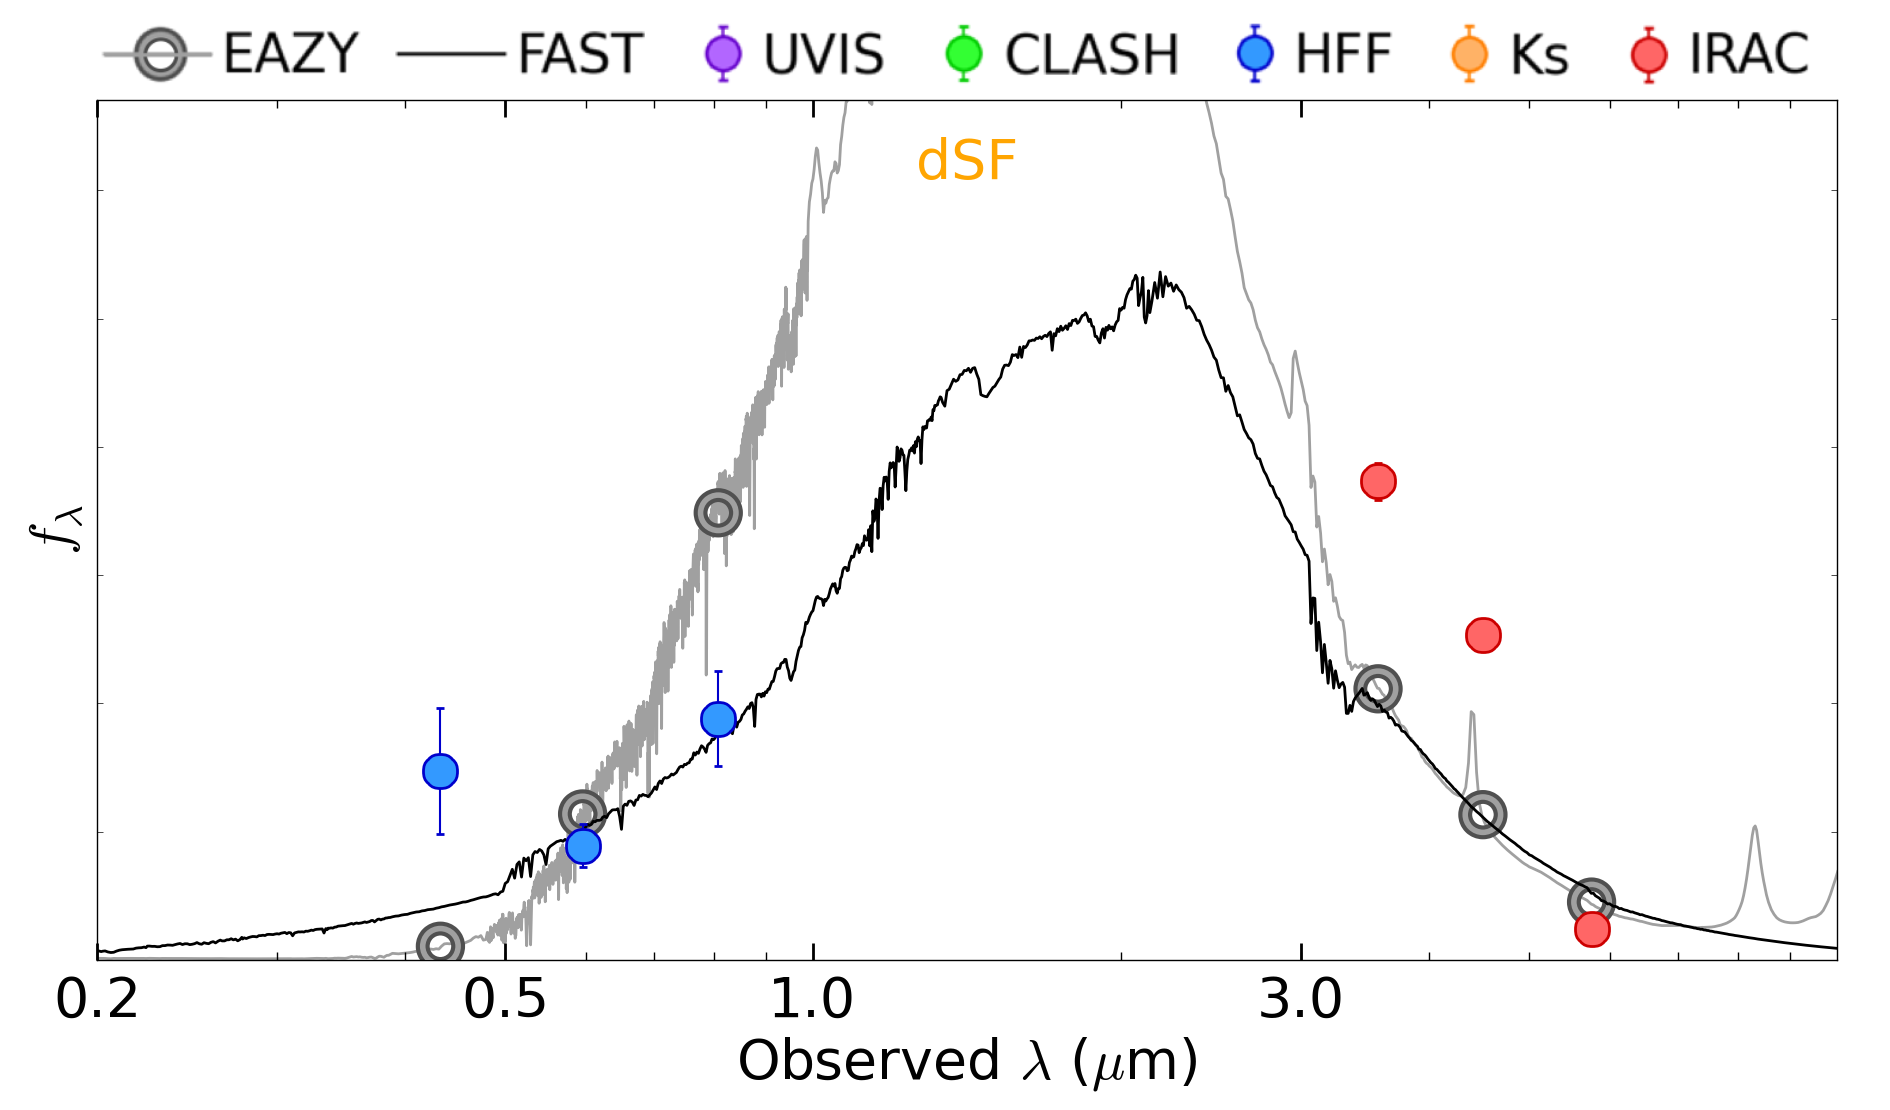 EAZY FAST UVIS CLASH HFF Ks IRAC
dSF
fλ
0.2 0.5 1.0 3.0
Observed λ (μm)